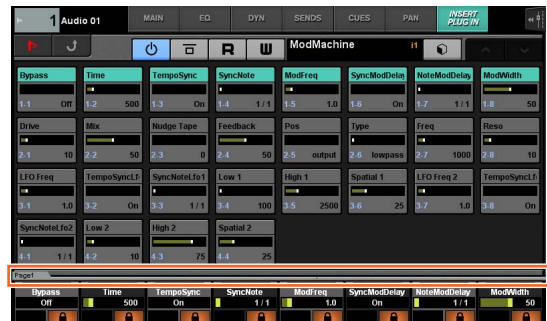 1 Audio 01 MAIN EQ DYN SENDS CUES PAN INSERT PLUG IN
R W ModMachine i1
Bypass Time TempoSync SyncNote ModFreq SyncModDelay NoteModDelay ModWidth
1-1 Off 1-2 500 1-3 On 1-4 1/1 1-5 1.0 1-6 On 1-7 1/1 1-8 50
Drive Mix Nudge Tape Feedback Pos Type Freq Reso
2-1 10 2-2 50 2-3 0 2-4 50 2-5 output 2-6 lowpass 2-7 1000 2-8 10
LFO Freq TempoSyncLf SyncNoteLfo1 Low 1 High 1 Spatial 1 LFO Freq 2 TempoSyncLf
3-1 1.0 3-2 On 3-3 1/1 3-4 100 3-5 2500 3-6 25 3-7 1.0 3-8 On
SyncNoteLfo2 Low 2 High 2 Spatial 2
4-1 1/1 4-2 10 4-3 75 4-4 25
Page1
Bypass Time TempoSync SyncNote ModFreq SyncModDelay NoteModDelay ModWidth
Off 500 On 1/1 1.0 On 1/1 50